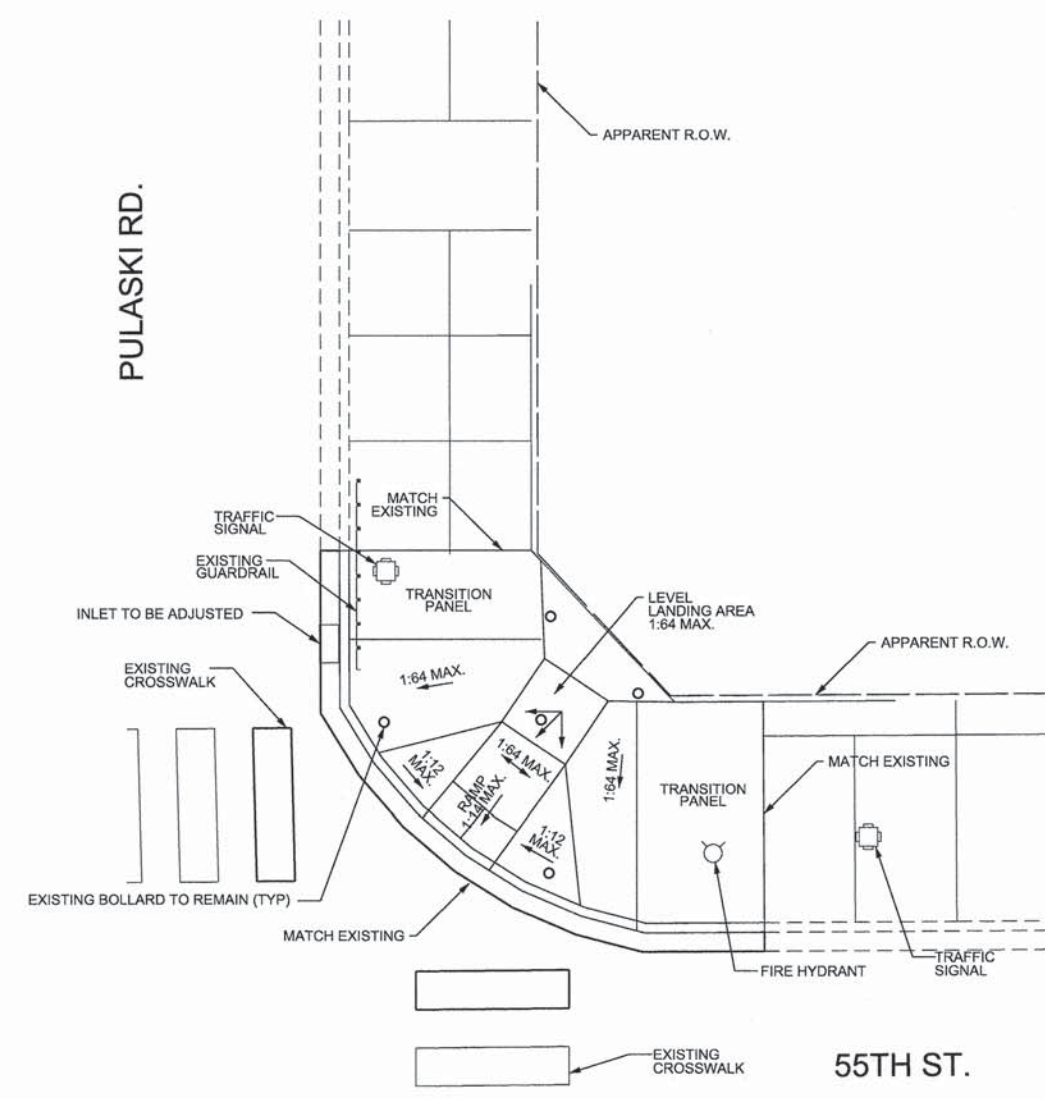 APPARENT R.O.W.
PULASKI RD.
MATCH
EXISTING
TRAFFIC
SIGNAL
EXISTING
GUARDRAIL
TRANSITION
PANEL
LEVEL
LANDING AREA
1:64 MAX.
INLET TO BE ADJUSTED
APPARENT R.O.W.
EXISTING
CROSSWALK
1:64 MAX.
1:64 MAX.
1:12
MAX.
RAMP
1:14 MAX.
1:64 MAX.
1:12
MAX.
TRANSITION
PANEL
MATCH EXISTING
EXISTING BOLLARD TO REMAIN (TYP)
MATCH EXISTING
FIRE HYDRANT
TRAFFIC
SIGNAL
EXISTING
CROSSWALK
55TH ST.